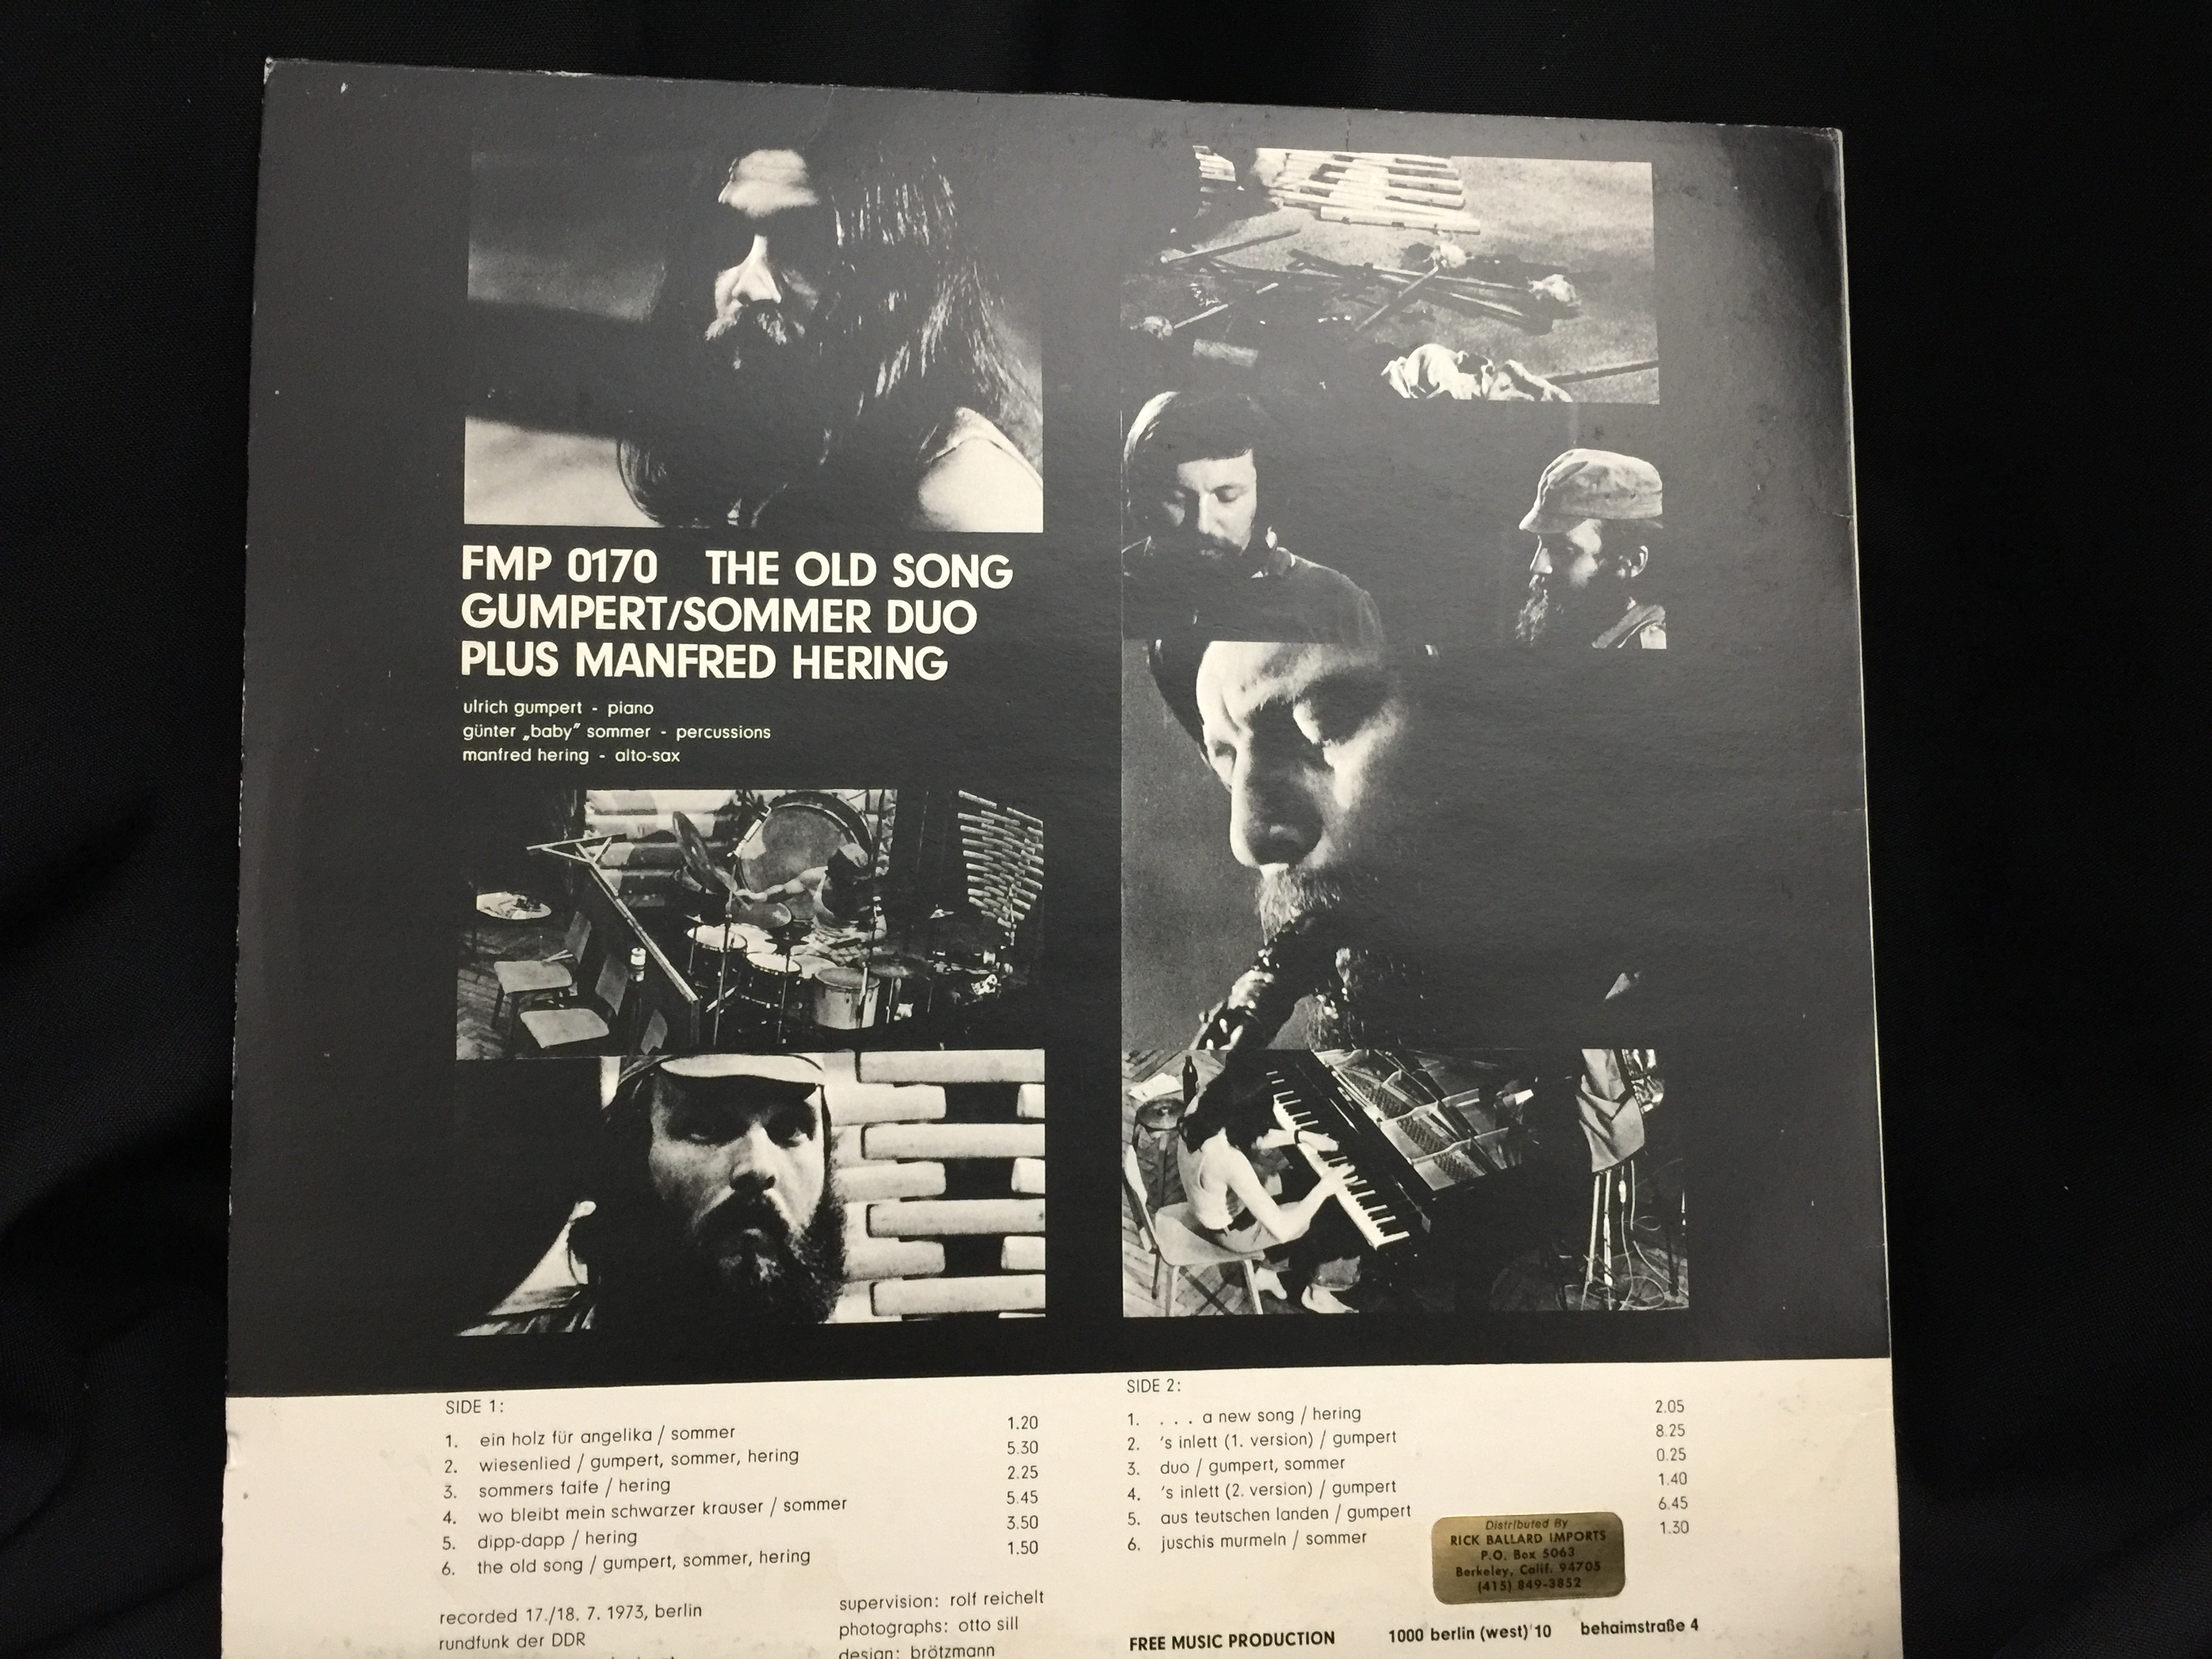 FMP 0170 THE OLD SONG
GUMPERT/SOMMER DUO
PLUS MANFRED HERING
ulrich gumpert - piano
günter „baby” sommer - percussions
manfred hering - alto-sax
SIDE 1:
1. ein holz für angelika / sommer 1.20
2. wiesenlied / gumpert, sommer, hering 5.30
3. sommers faife / hering 2.25
4. wo bleibt mein schwarzer krauser / sommer 5.45
5. dipp-dapp / hering 3.50
6. the old song / gumpert, sommer, hering 1.50
recorded 17./18. 7. 1973, berlin
rundfunk der DDR
supervision: rolf reichelt
photographs: otto sill
design: brötzmann
SIDE 2:
1. . . . a new song / hering 2.05
2. 's inlett (1. version) / gumpert 8.25
3. duo / gumpert, sommer 0.25
4. 's inlett (2. version) / gumpert 1.40
5. aus teutschen landen / gumpert 6.45
6. juschis murmeln / sommer 1.30
Distributed By
RICK BALLARD IMPORTS
P.O. Box 5063
Berkeley, Calif. 94705
(415) 849-3852
FREE MUSIC PRODUCTION 1000 berlin (west) 10 behaimstraße 4